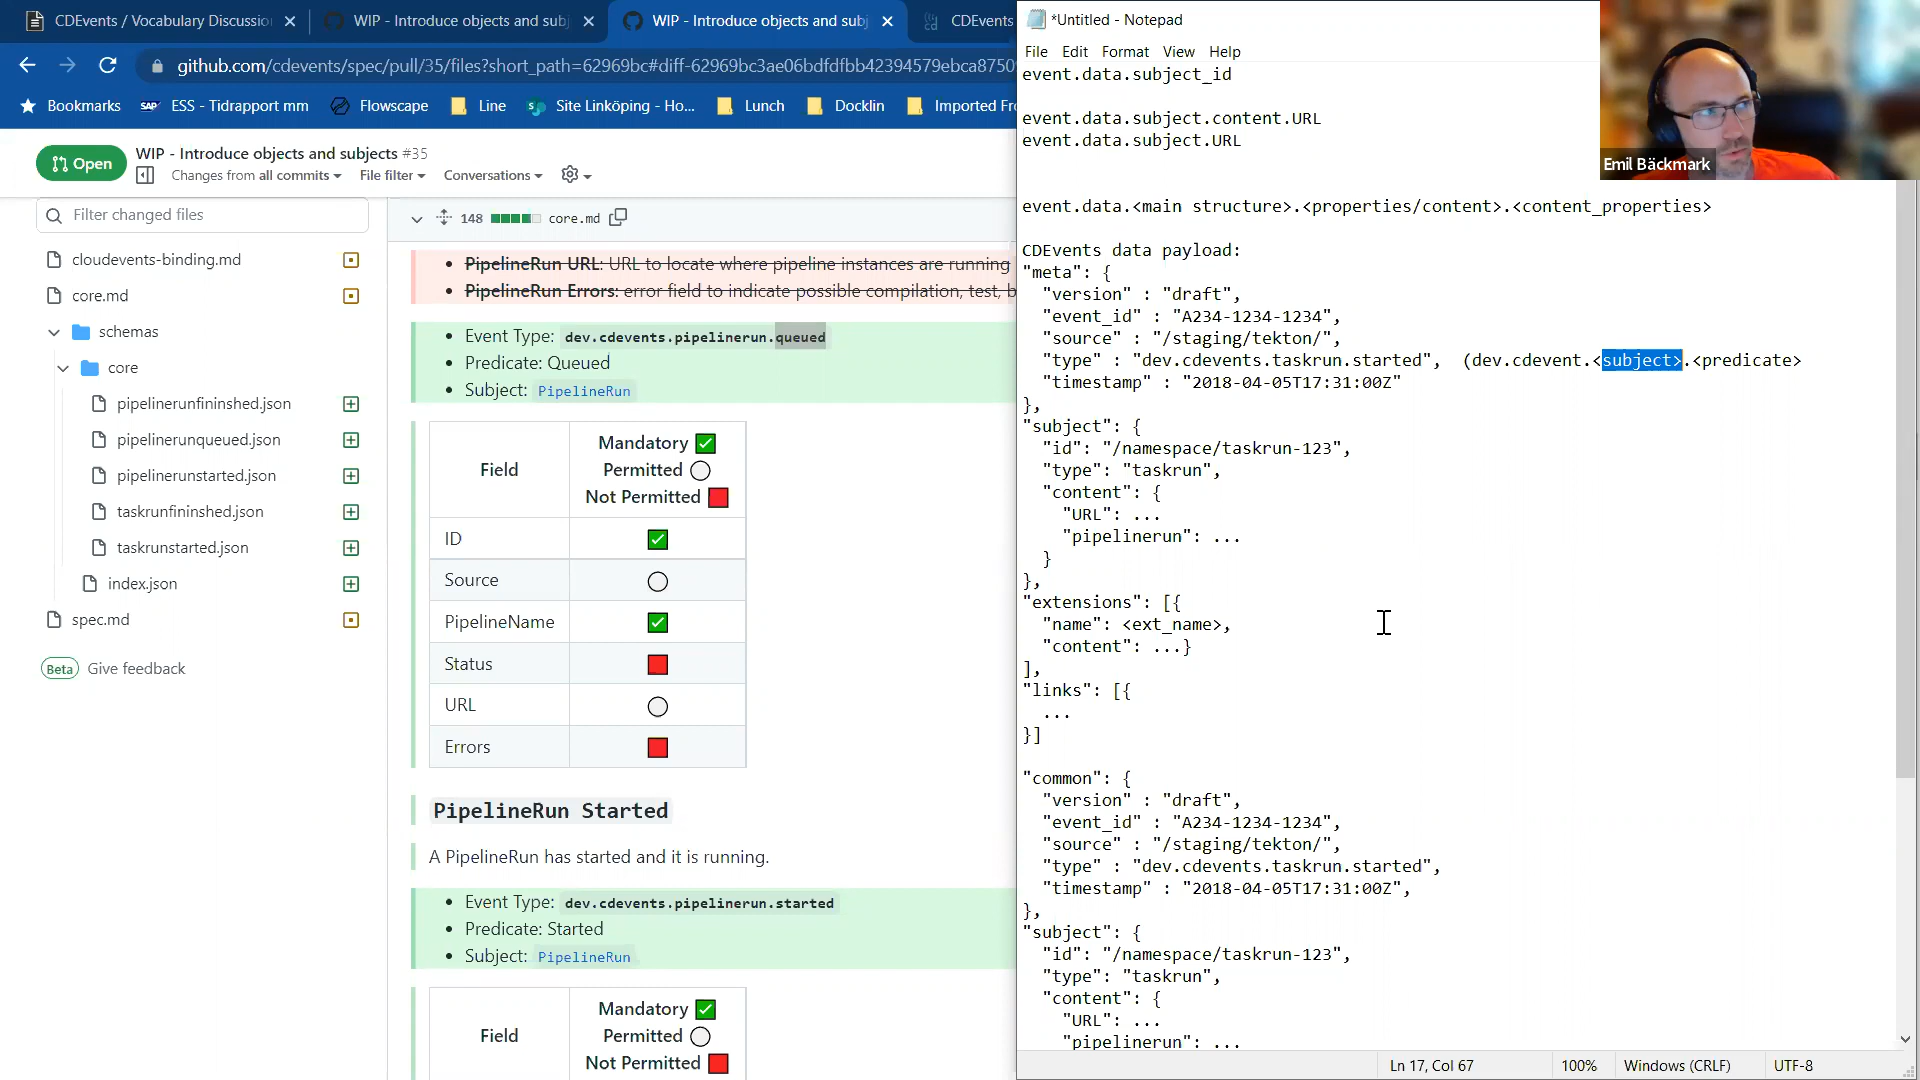 CDEvents / Vocabulary Discussio
WIP - Introduce objects and subj
WIP - Introduce objects and subj
CDEvents
github.com/cdevents/spec/pull/35/files?short_path=62969bc#diff-62969bc3ae06bdfdfbb42394579ebca8750
Bookmarks
ESS - Tidrapport mm
Flowscape
Line
Site Linköping - Ho...
Lunch
Docklin
Imported Fr
Open
WIP - Introduce objects and subjects #35
Changes from all commits
File filter
Conversations
Filter changed files
cloudevents-binding.md
core.md
schemas
core
pipelinerunfininshed.json
pipelinerunqueued.json
pipelinerunstarted.json
taskrunfininshed.json
taskrunstarted.json
index.json
spec.md
Beta Give feedback
148 core.md
PipelineRun URL: URL to locate where pipeline instances are running
PipelineRun Errors: error field to indicate possible compilation, test, b
Event Type: dev.cdevents.pipelinerun.queued
Predicate: Queued
Subject: PipelineRun
Field
Mandatory
Permitted
Not Permitted
ID
Source
PipelineName
Status
URL
Errors
PipelineRun Started
A PipelineRun has started and it is running.
Event Type: dev.cdevents.pipelinerun.started
Predicate: Started
Subject: PipelineRun
Field
Mandatory
Permitted
Not Permitted
*Untitled - Notepad
File Edit Format View Help
event.data.subject_id
event.data.subject.content.URL
event.data.subject.URL
event.data.<main structure>.<properties/content>.<content_properties>
CDEvents data payload:
"meta": {
"version" : "draft",
"event_id" : "A234-1234-1234",
"source" : "/staging/tekton/",
"type" : "dev.cdevents.taskrun.started", (dev.cdevent.<subject>.<predicate>
"timestamp" : "2018-04-05T17:31:00Z"
},
"subject": {
"id": "/namespace/taskrun-123",
"type": "taskrun",
"content": {
"URL": ...
"pipelinerun": ...
}
},
"extensions": [{
"name": <ext_name>,
"content": ...}
],
"links": [{
...
}]
"common": {
"version" : "draft",
"event_id" : "A234-1234-1234",
"source" : "/staging/tekton/",
"type" : "dev.cdevents.taskrun.started",
"timestamp" : "2018-04-05T17:31:00Z",
},
"subject": {
"id": "/namespace/taskrun-123",
"type": "taskrun",
"content": {
"URL": ...
"pipelinerun": ...
Ln 17, Col 67
100%
Windows (CRLF)
UTF-8
Emil Bäckmark